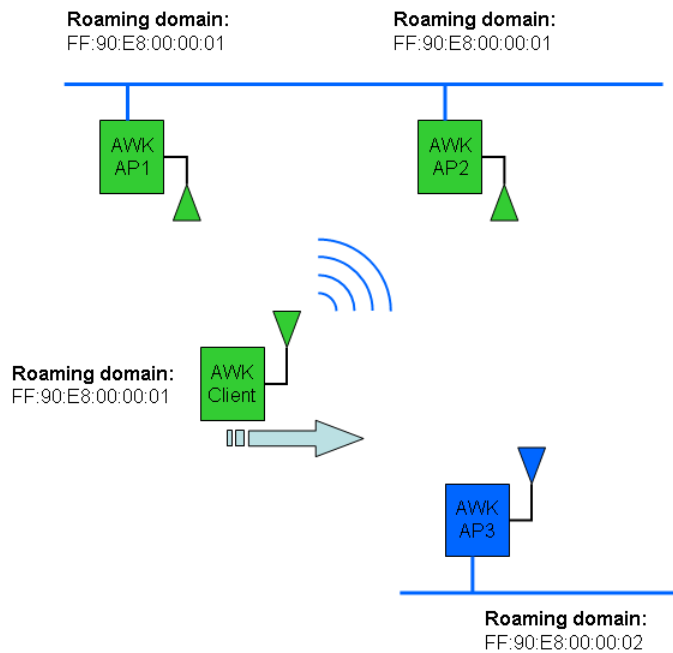 Roaming domain:
FF:90:E8:00:00:01
Roaming domain:
FF:90:E8:00:00:01
AWK
AP1
AWK
AP2
Roaming domain:
FF:90:E8:00:00:01
AWK
Client
AWK
AP3
Roaming domain:
FF:90:E8:00:00:02